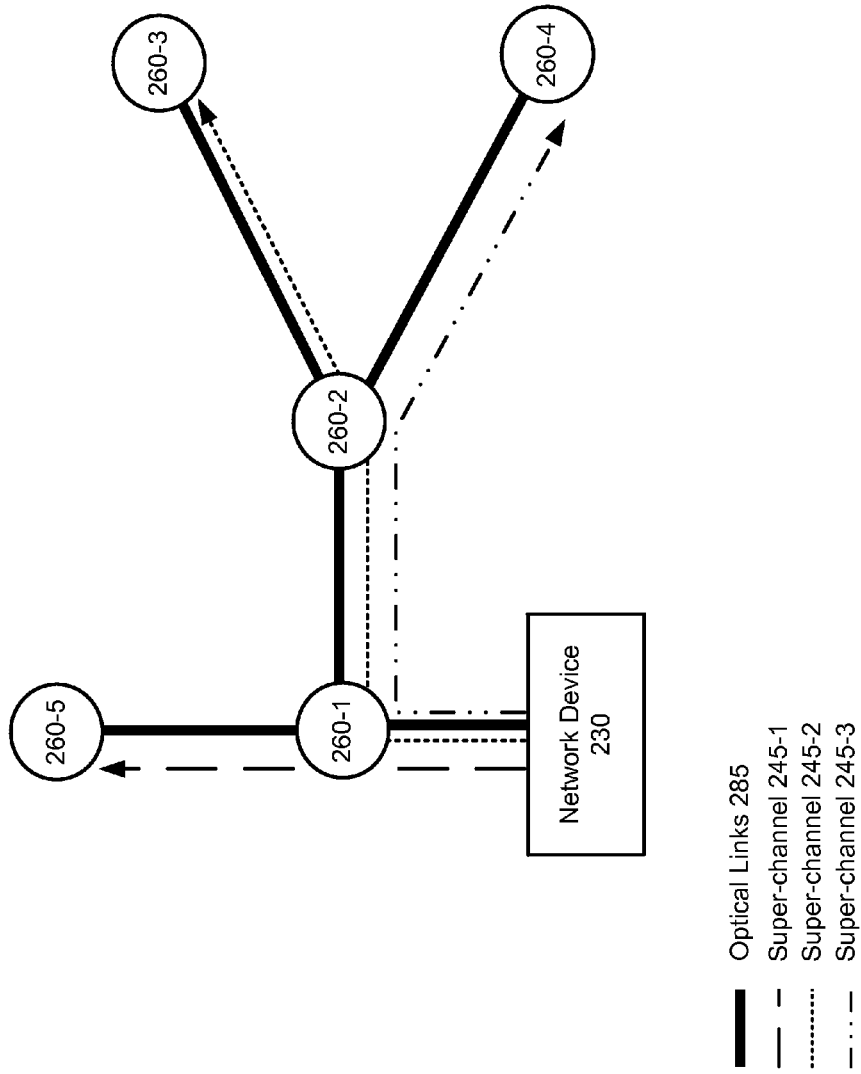 260-3
260-4
260-2
260-5
260-1
Network Device
230
Optical Links 285
Super-channel 245-1
Super-channel 245-2
Super-channel 245-3